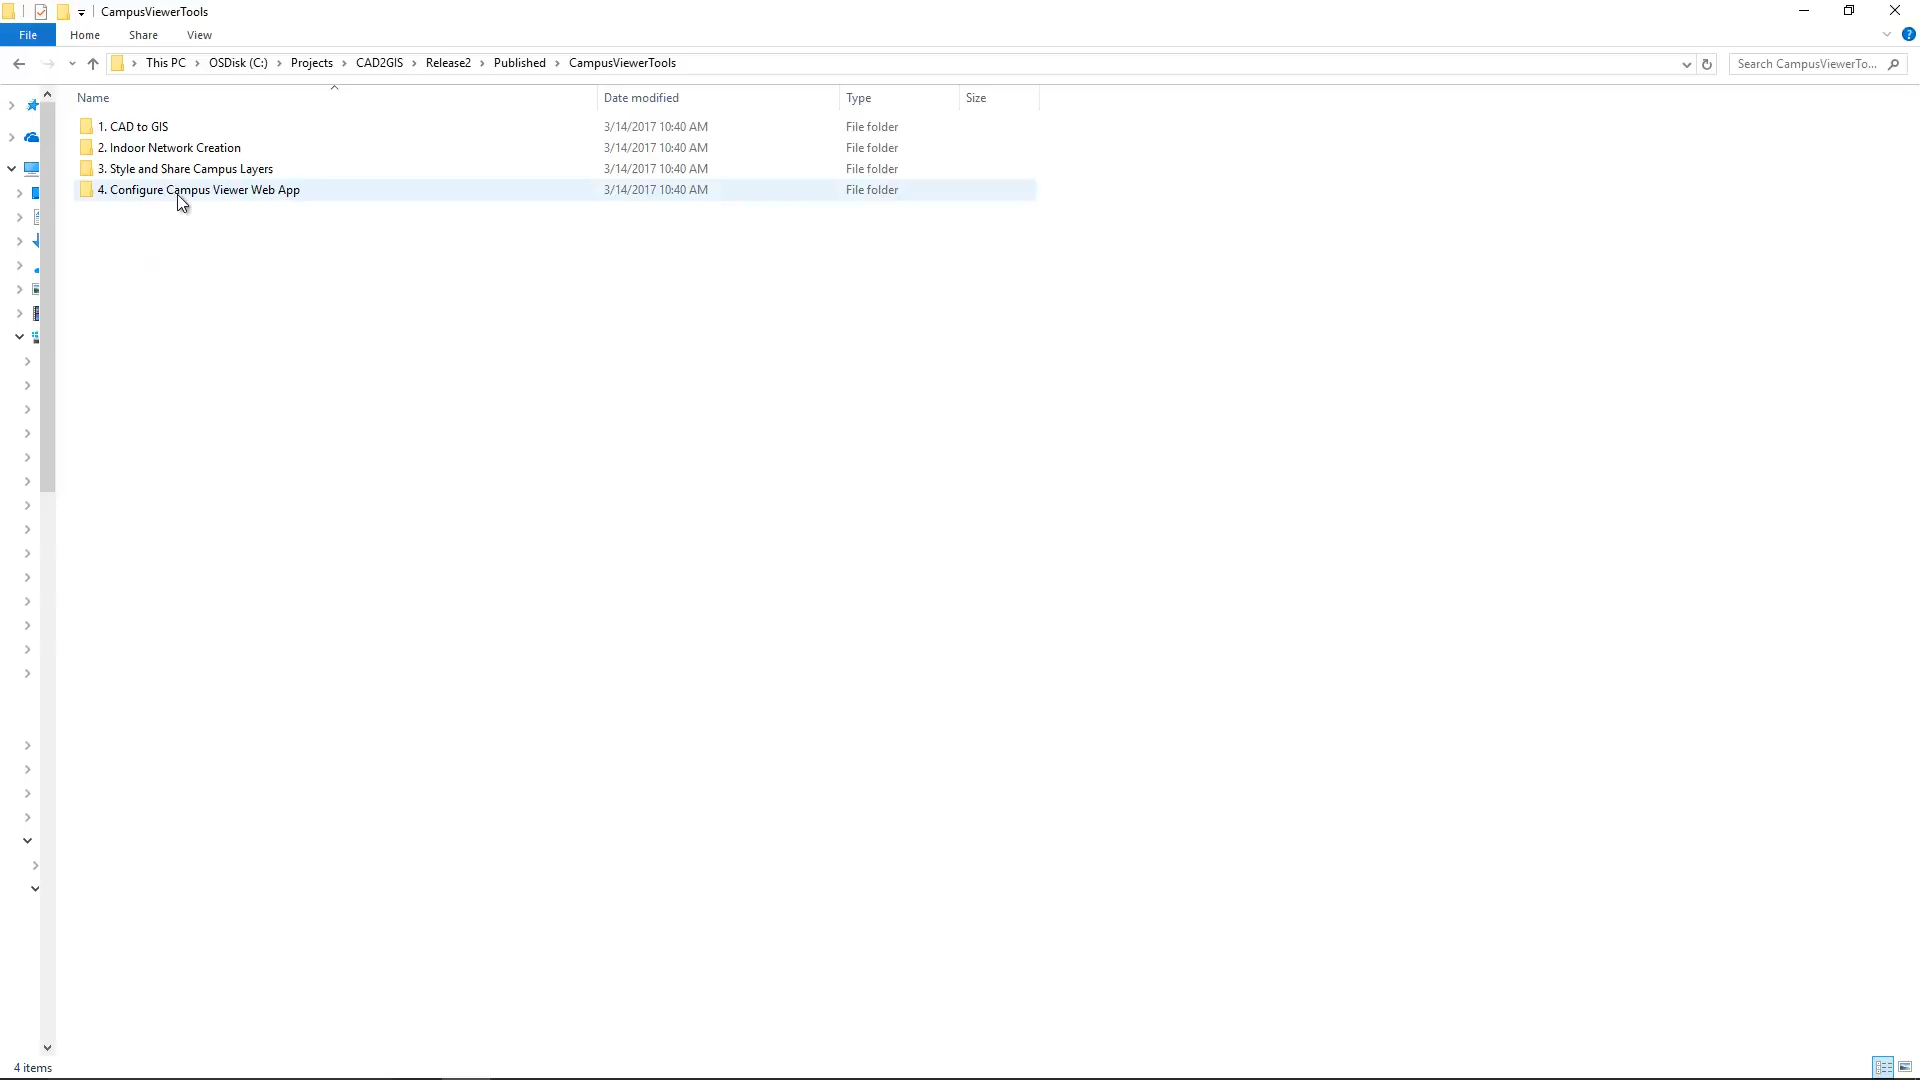 CampusViewerTools
File Home Share View
This PC OSDisk (C:) Projects CAD2GIS Release2 Published CampusViewerTools Search CampusViewerTo...
Name Date modified Type Size
1. CAD to GIS 3/14/2017 10:40 AM File folder
2. Indoor Network Creation 3/14/2017 10:40 AM File folder
3. Style and Share Campus Layers 3/14/2017 10:40 AM File folder
4. Configure Campus Viewer Web App 3/14/2017 10:40 AM File folder
4 items